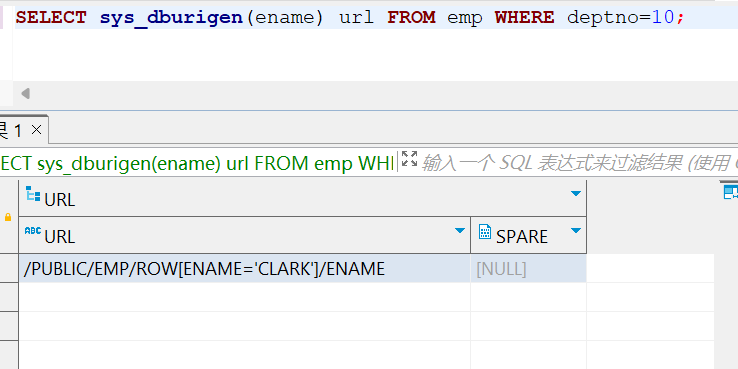 SELECT sys_dburigen(ename) url FROM emp WHERE deptno=10;
果 1
ECT sys_dburigen(ename) url FROM emp WHI
输入一个 SQL 表达式来过滤结果 (使用
URL
ABC URL
SPARE
/PUBLIC/EMP/ROW[ENAME='CLARK']/ENAME
[NULL]